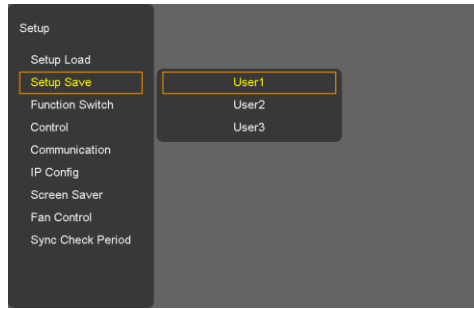 Setup
Setup Load
Setup Save
Function Switch
Control
Communication
IP Config
Screen Saver
Fan Control
Sync Check Period
User1
User2
User3